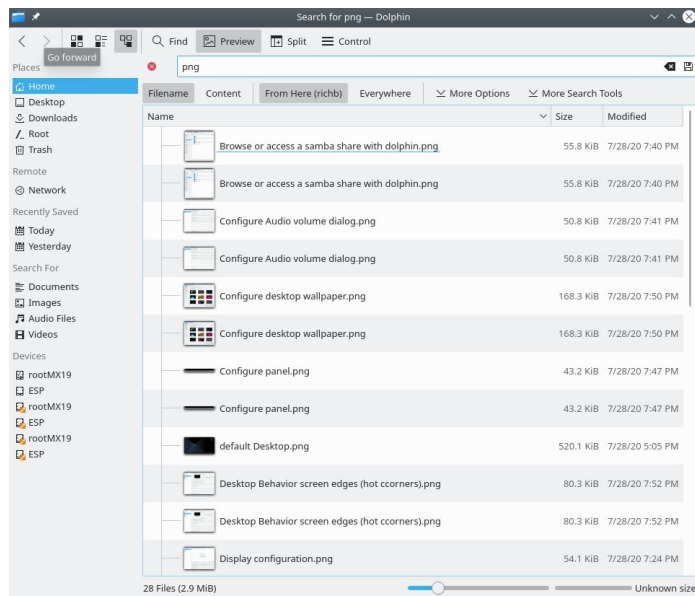 Search for png — Dolphin
Find Preview Split Control
Go forward
Places
Home
Desktop
Downloads
Root
Trash
Remote
Network
Recently Saved
Today
Yesterday
Search For
Documents
Images
Audio Files
Videos
Devices
rootMX19
ESP
rootMX19
ESP
rootMX19
ESP
png
Filename Content From Here (richb) Everywhere More Options More Search Tools
Name Size Modified
Browse or access a samba share with dolphin.png 55.8 KiB 7/28/20 7:40 PM
Browse or access a samba share with dolphin.png 55.8 KiB 7/28/20 7:40 PM
Configure Audio volume dialog.png 50.8 KiB 7/28/20 7:41 PM
Configure Audio volume dialog.png 50.8 KiB 7/28/20 7:41 PM
Configure desktop wallpaper.png 168.3 KiB 7/28/20 7:50 PM
Configure desktop wallpaper.png 168.3 KiB 7/28/20 7:50 PM
Configure panel.png 43.2 KiB 7/28/20 7:47 PM
Configure panel.png 43.2 KiB 7/28/20 7:47 PM
default Desktop.png 520.1 KiB 7/28/20 5:05 PM
Desktop Behavior screen edges (hot ccorners).png 80.3 KiB 7/28/20 7:52 PM
Desktop Behavior screen edges (hot ccorners).png 80.3 KiB 7/28/20 7:52 PM
Display configuration.png 54.1 KiB 7/28/20 7:24 PM
28 Files (2.9 MiB) Unknown size